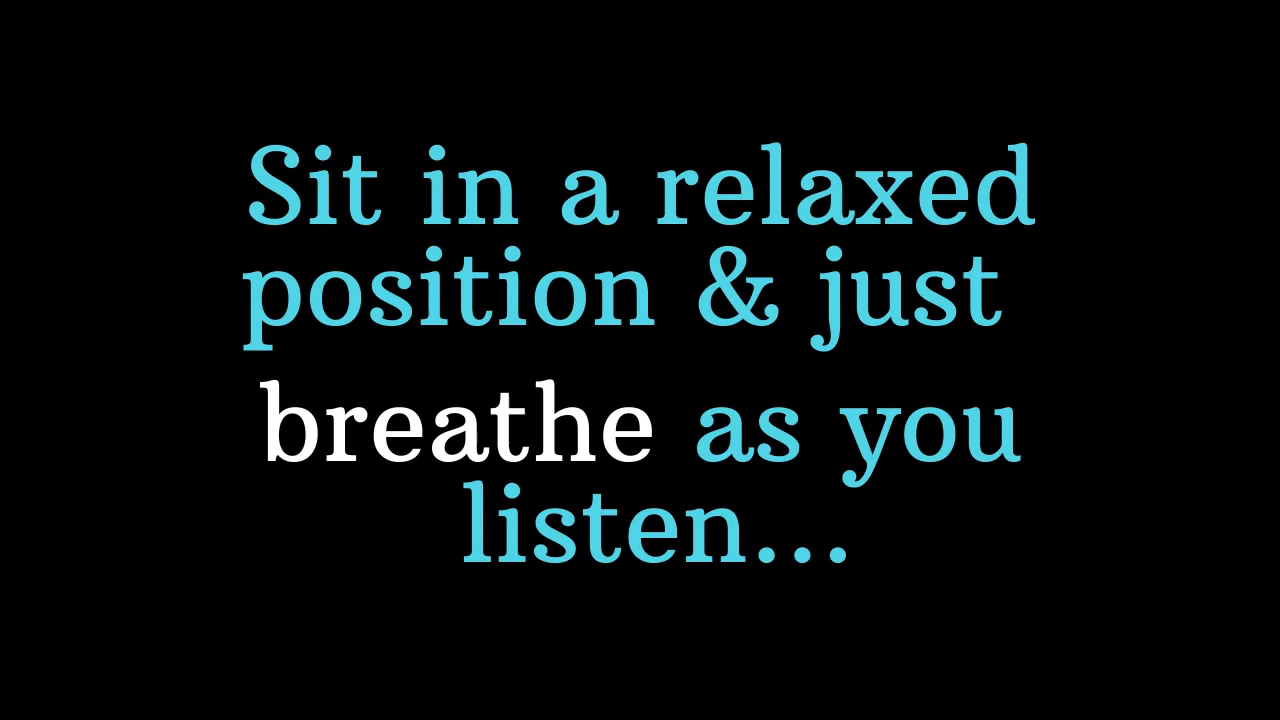 Sit in a relaxed
position & just
breathe as you
listen...